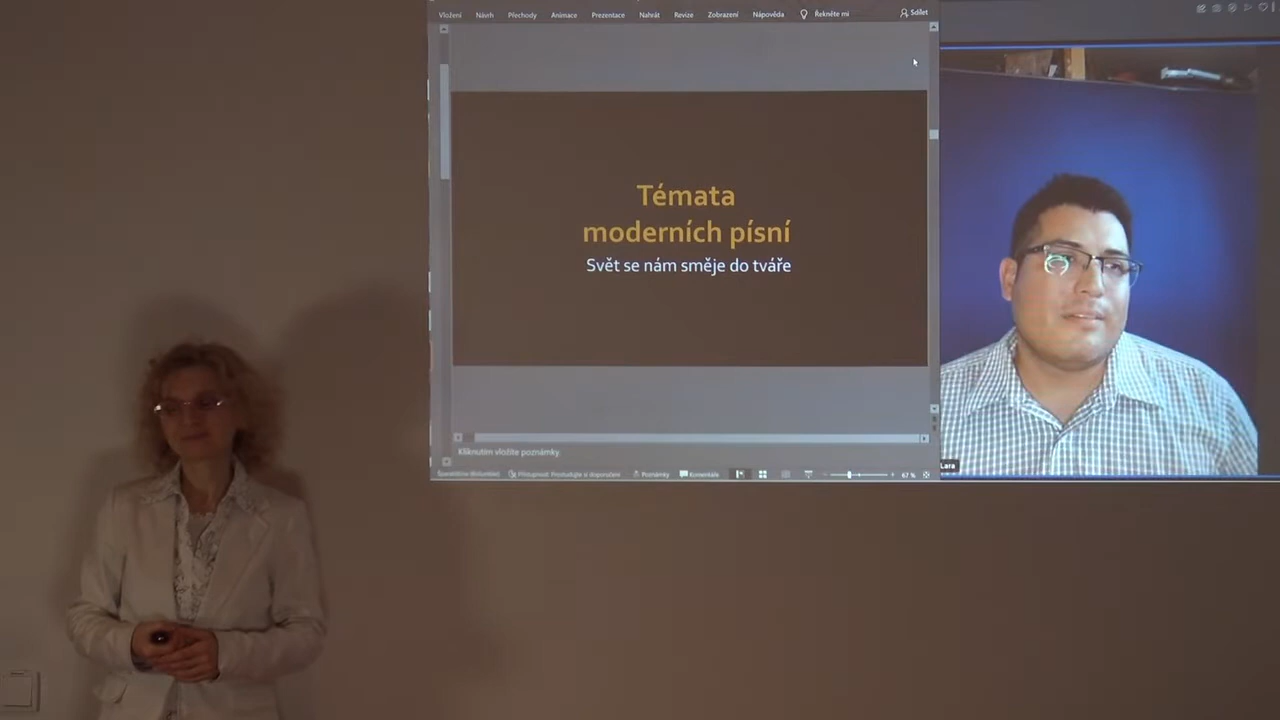 Vložení Návrh Přechody Animace Prezentace Nahrát Revize Zobrazení Nápověda Řekněte mi Sdílet
Témata
moderních písní
Svět se nám směje do tváře
Kliknutím vložíte poznámky.
Poznámky Komentáře 67 %
Lara